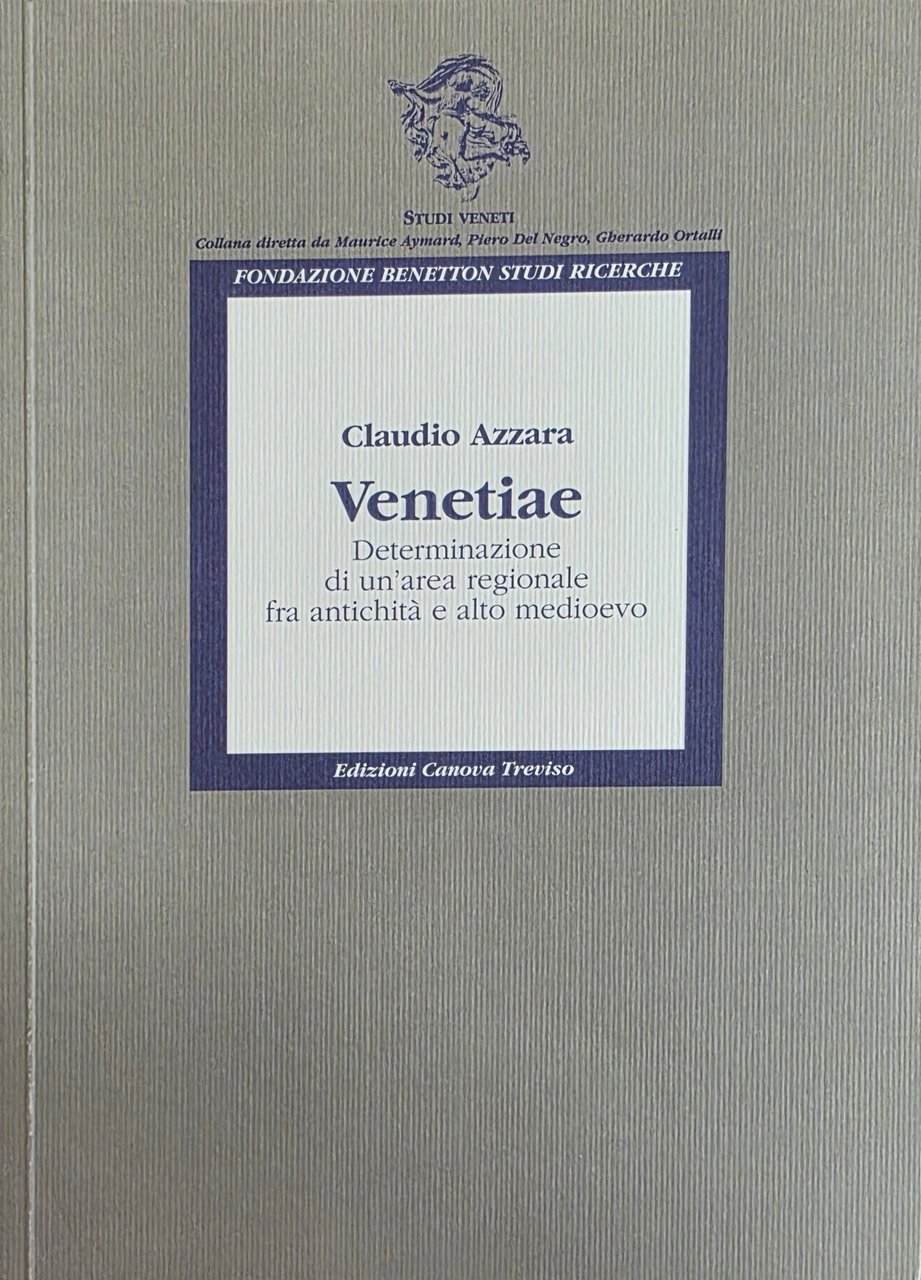 STUDI VENETI
Collana diretta da Maurice Aymard, Piero Del Negro, Gherardo Ortalli
FONDAZIONE BENETTON STUDI RICERCHE
Claudio Azzara
Venetiae
Determinazione
di un'area regionale
fra antichità e alto medioevo
Edizioni Canova Treviso